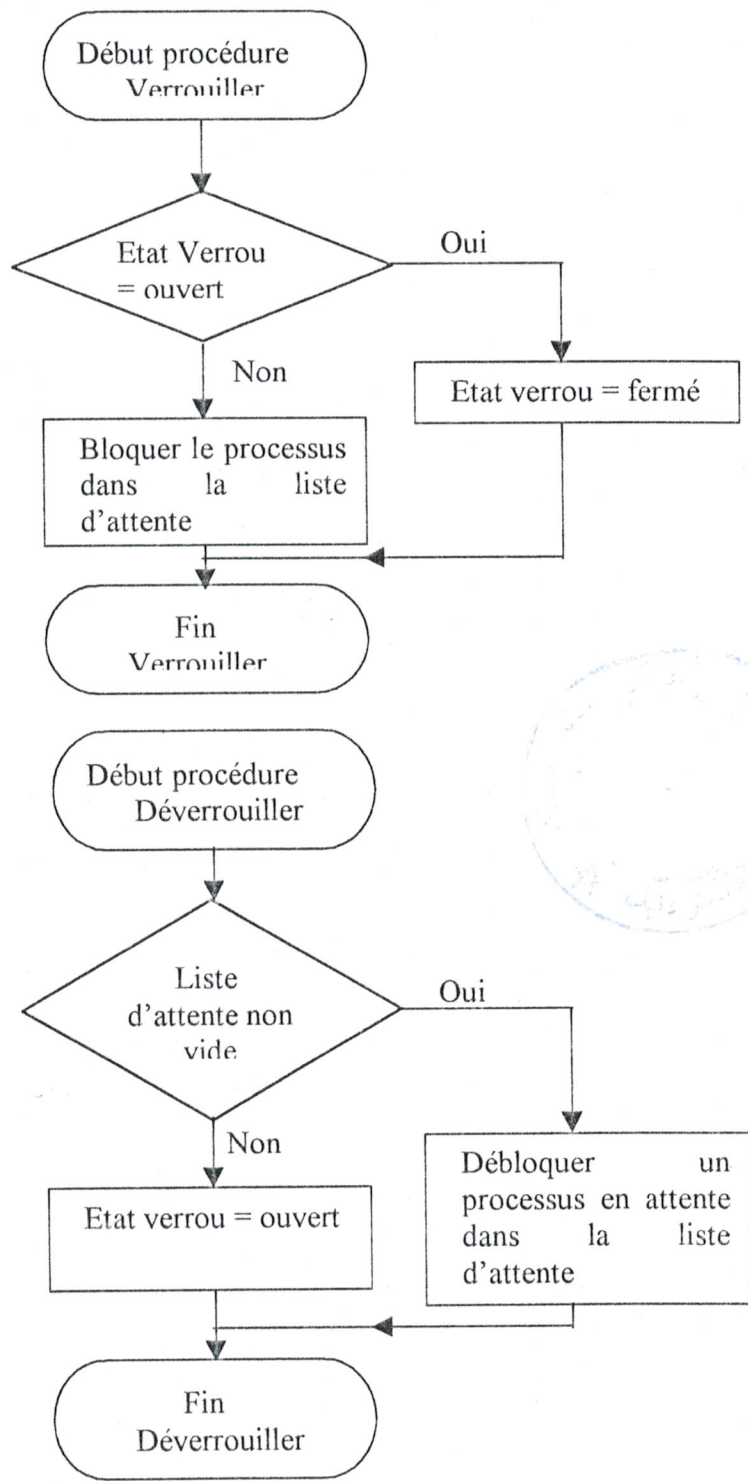 Début procédure
Verrouiller
Etat Verrou
= ouvert
Oui
Non
Etat verrou = fermé
Bloquer le processus
dans la liste
d'attente
Fin
Verrouiller
Début procédure
Déverrouiller
Liste
d'attente non
vide
Oui
Non
Etat verrou = ouvert
Débloquer un
processus en attente
dans la liste
d'attente
Fin
Déverrouiller